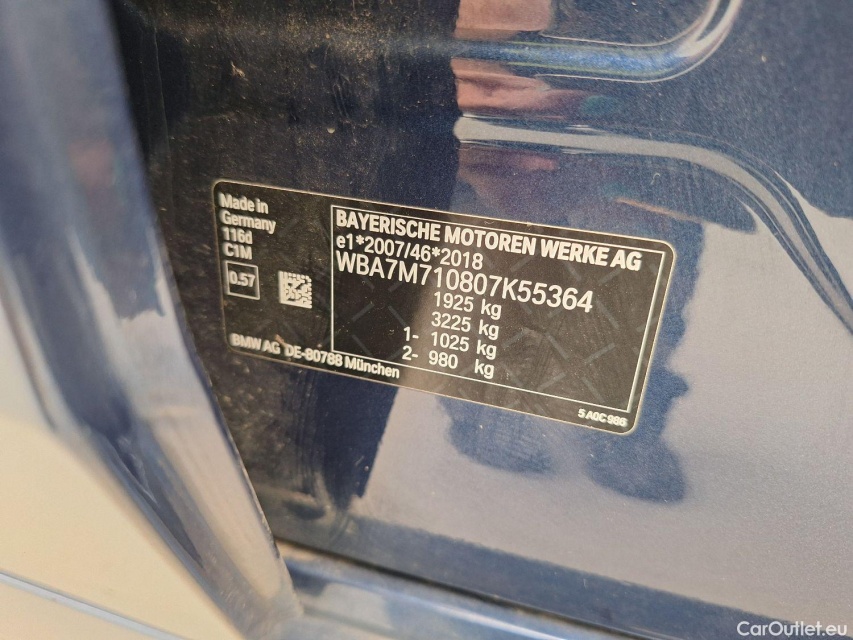 Made in
Germany
116d
C1M
0.57
BAYERISCHE MOTOREN WERKE AG
e1*2007/46*2018
WBA7M710807K55364
1925 kg
3225 kg
1- 1025 kg
2- 980 kg
BMW AG DE-80788 München
5 A0C 986
CarOutlet.eu